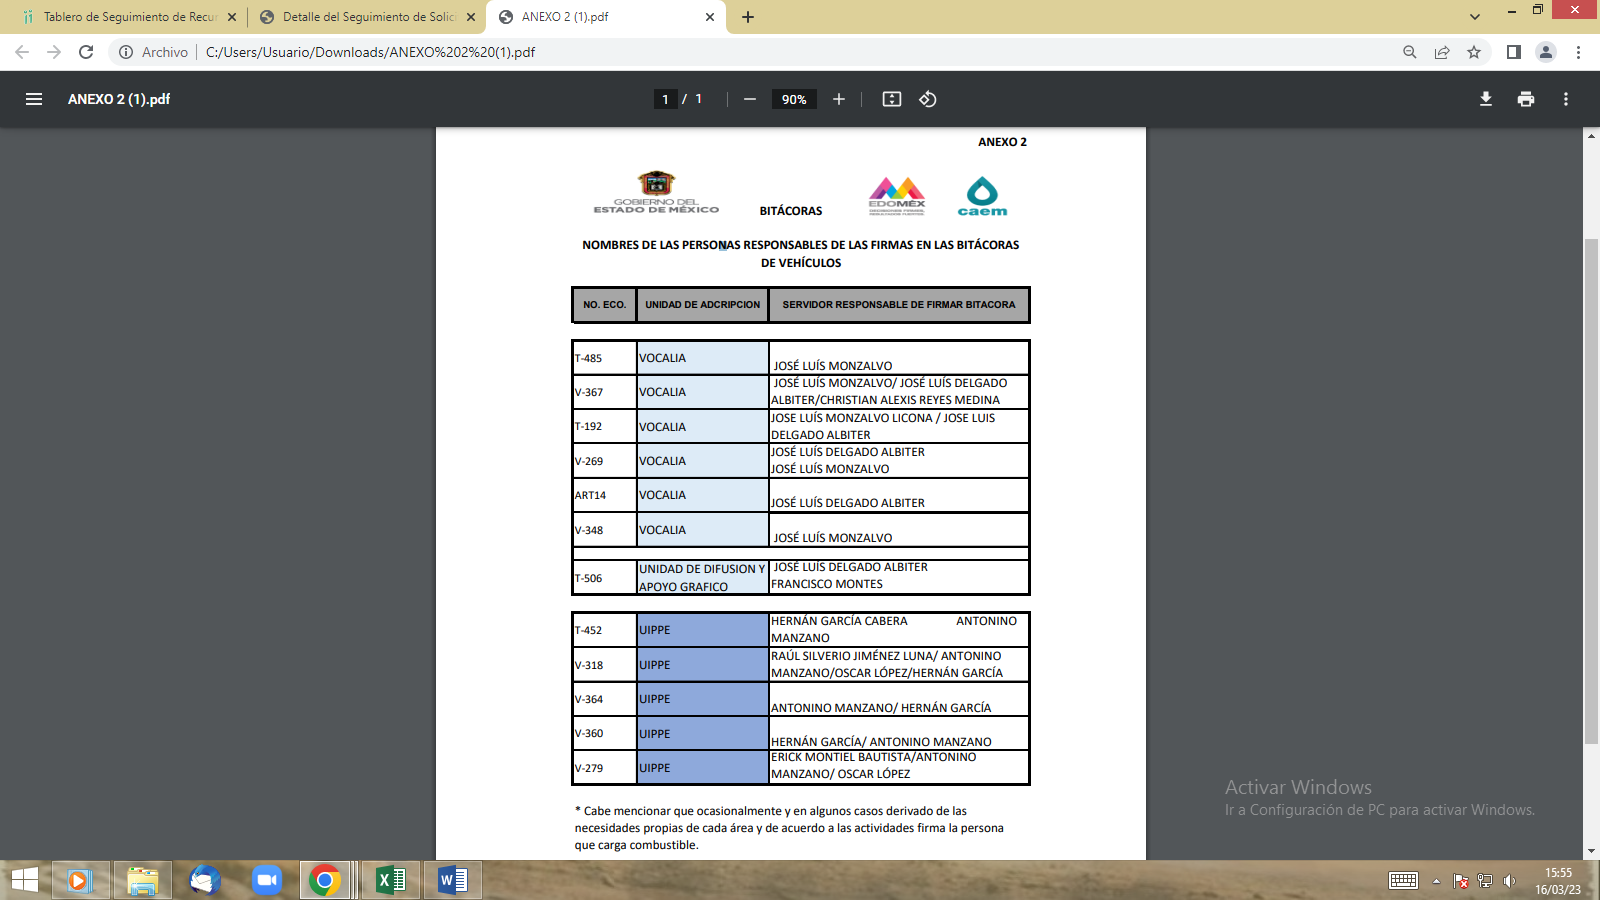 Tablero de Seguimiento de Recur
Detalle del Seguimiento de Solici
ANEXO 2 (1).pdf
Archivo
C:/Users/Usuario/Downloads/ANEXO%202%20(1).pdf
ANEXO 2 (1).pdf
1 / 1
90%
ANEXO 2
GOBIERNO DEL
ESTADO DE MÉXICO
BITÁCORAS
EDOMÉX
DECISIONES FIRMES, RESULTADOS FUERTES.
caem
NOMBRES DE LAS PERSONAS RESPONSABLES DE LAS FIRMAS EN LAS BITÁCORAS
DE VEHÍCULOS
NO. ECO. UNIDAD DE ADCRIPCION SERVIDOR RESPONSABLE DE FIRMAR BITACORA
T-485 VOCALIA JOSÉ LUÍS MONZALVO
V-367 VOCALIA JOSÉ LUÍS MONZALVO/ JOSÉ LUÍS DELGADO
ALBITER/CHRISTIAN ALEXIS REYES MEDINA
T-192 VOCALIA JOSE LUÍS MONZALVO LICONA / JOSE LUIS
DELGADO ALBITER
V-269 VOCALIA JOSÉ LUÍS DELGADO ALBITER
JOSÉ LUÍS MONZALVO
ART14 VOCALIA JOSÉ LUÍS DELGADO ALBITER
V-348 VOCALIA JOSÉ LUÍS MONZALVO
T-506 UNIDAD DE DIFUSION Y
APOYO GRAFICO
JOSÉ LUÍS DELGADO ALBITER
FRANCISCO MONTES
T-452 UIPPE HERNÁN GARCÍA CABERA ANTONINO
MANZANO
V-318 UIPPE RAÚL SILVERIO JIMÉNEZ LUNA/ ANTONINO
MANZANO/OSCAR LÓPEZ/HERNÁN GARCÍA
V-364 UIPPE ANTONINO MANZANO/ HERNÁN GARCÍA
V-360 UIPPE HERNÁN GARCÍA/ ANTONINO MANZANO
V-279 UIPPE ERICK MONTIEL BAUTISTA/ANTONINO
MANZANO/ OSCAR LÓPEZ
* Cabe mencionar que ocasionalmente y en algunos casos derivado de las
necesidades propias de cada área y de acuerdo a las actividades firma la persona
que carga combustible.
Activar Windows
Ir a Configuración de PC para activar Windows.
15:55
16/03/23